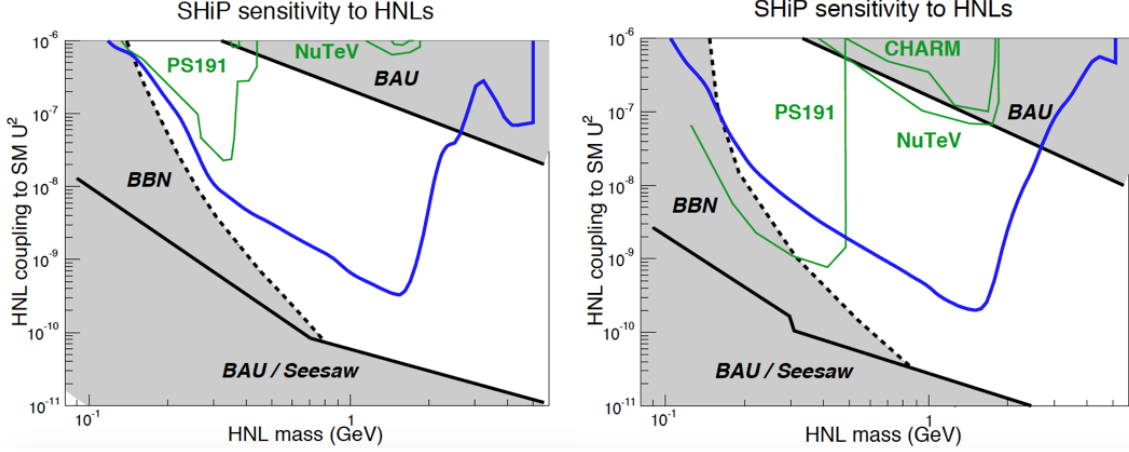 SHiP sensitivity to HNLs
HNL coupling to SM U²
10⁻⁶
10⁻⁷
10⁻⁸
10⁻⁹
10⁻¹⁰
10⁻¹¹
PS191
NuTeV
BAU
BBN
BAU / Seesaw
10⁻¹
1
HNL mass (GeV)
SHiP sensitivity to HNLs
HNL coupling to SM U²
10⁻⁶
10⁻⁷
10⁻⁸
10⁻⁹
10⁻¹⁰
10⁻¹¹
CHARM
PS191
BAU
NuTeV
BBN
BAU / Seesaw
10⁻¹
1
HNL mass (GeV)